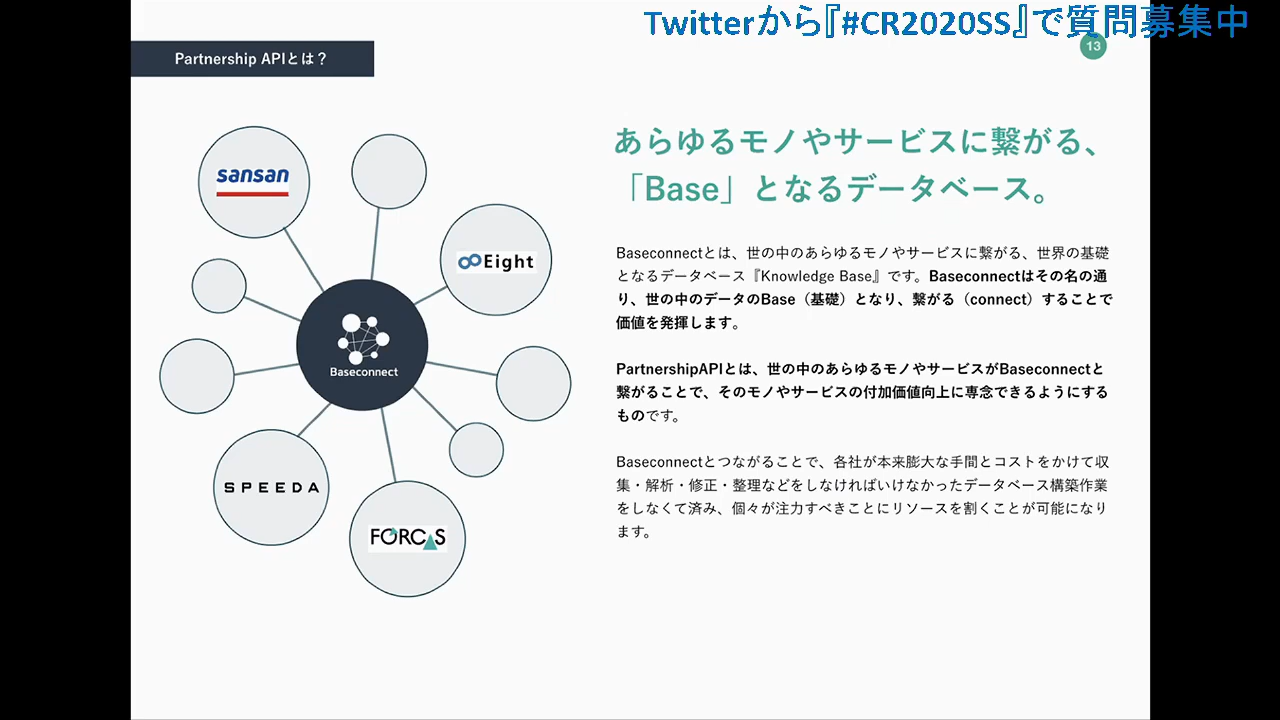 Twitterから『#CR2020SS』で質問募集中
Partnership APIとは？
13
sansan
Eight
Baseconnect
SPEEDA
FORCAS
あらゆるモノやサービスに繋がる、
「Base」となるデータベース。
Baseconnectとは、世の中のあらゆるモノやサービスに繋がる、世界の基礎
となるデータベース『Knowledge Base』です。Baseconnectはその名の通
り、世の中のデータのBase（基礎）となり、繋がる（connect）することで
価値を発揮します。
PartnershipAPIとは、世の中のあらゆるモノやサービスがBaseconnectと
繋がることで、そのモノやサービスの付加価値向上に専念できるようにする
ものです。
Baseconnectとつながることで、各社が本来膨大な手間とコストをかけて収
集・解析・修正・整理などをしなければいけなかったデータベース構築作業
をしなくて済み、個々が注力すべきことにリソースを割くことが可能になり
ます。